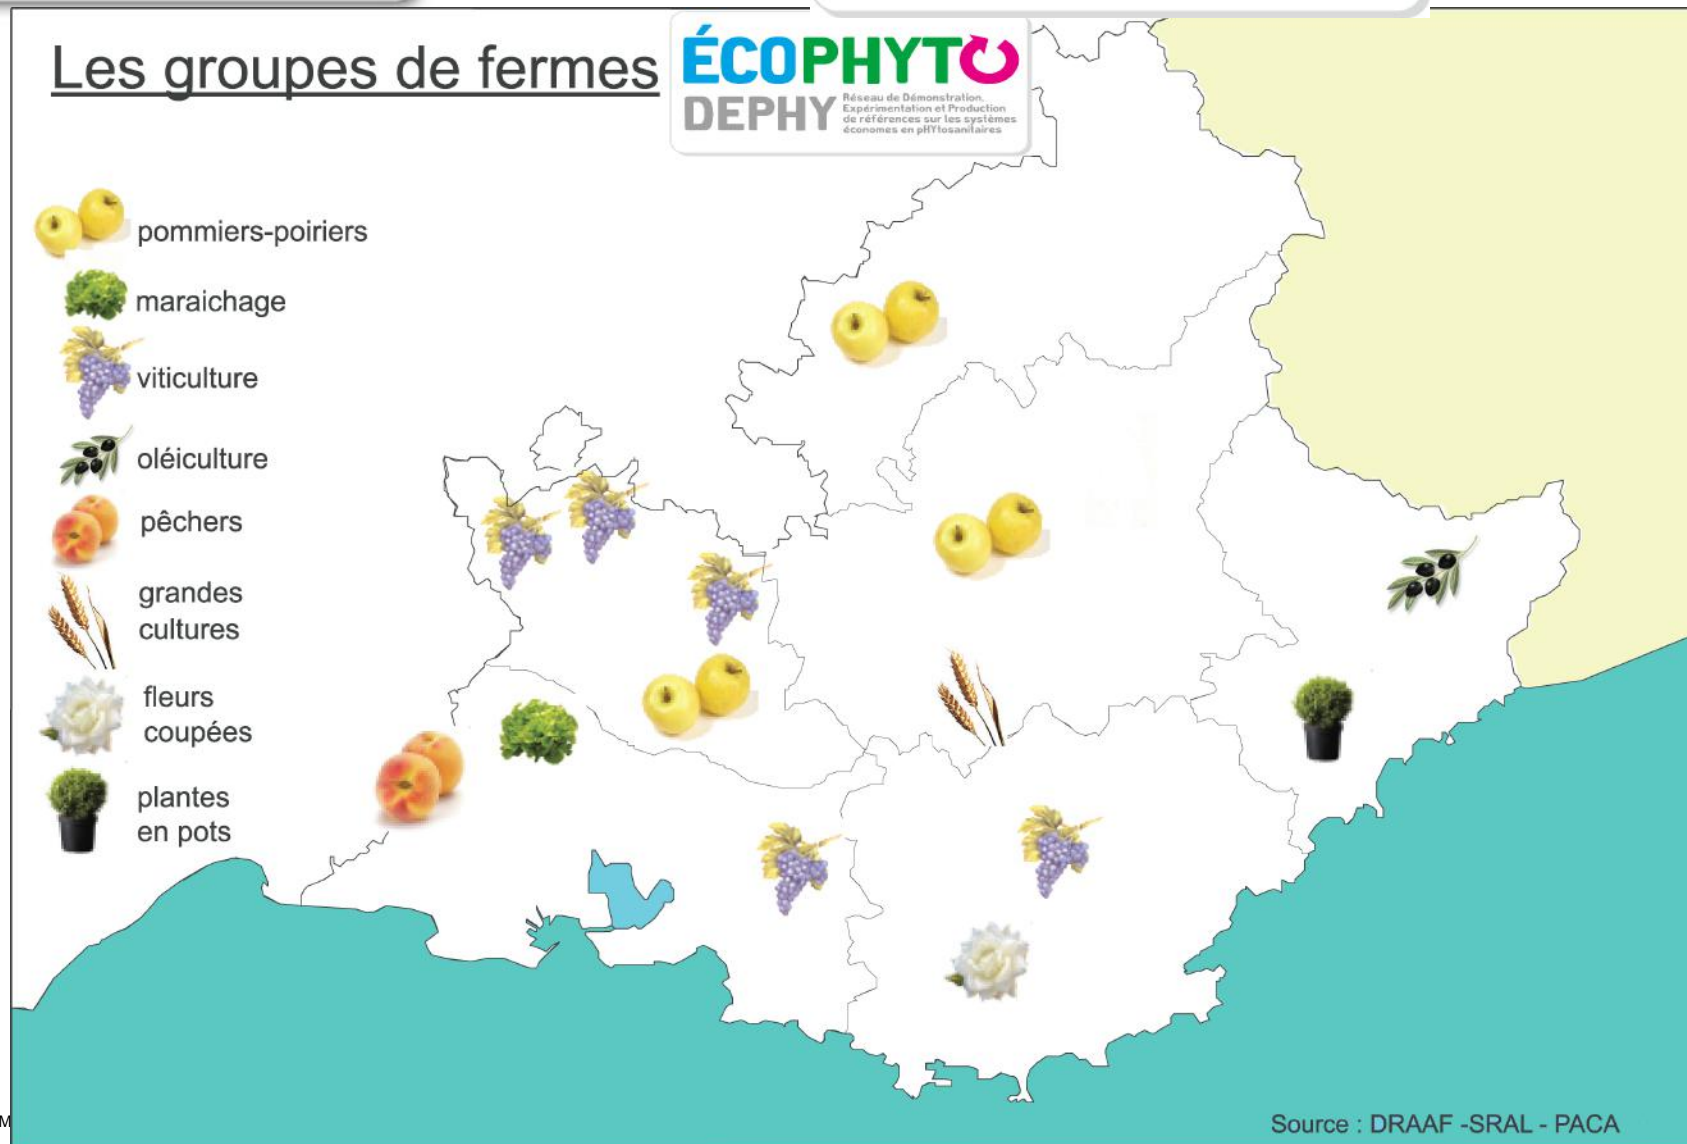 Les groupes de fermes
ÉCOPHYTO
DEPHY
Réseau de Démonstration,
Expérimentation et Production
de références sur les systèmes
économes en pHYtosanitaires
pommiers-poiriers
maraichage
viticulture
oléiculture
pêchers
grandes
cultures
fleurs
coupées
plantes
en pots
M
Source : DRAAF -SRAL - PACA